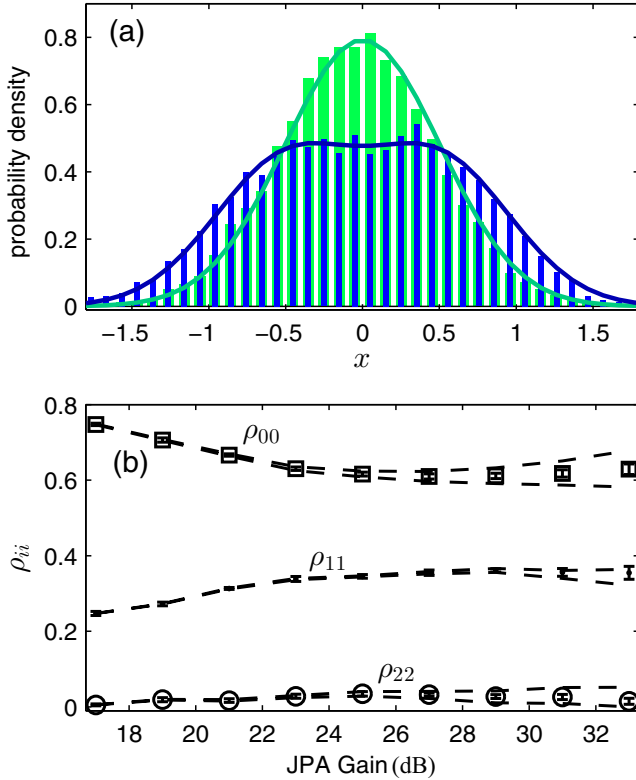 (a)
probability density
0.8
0.6
0.4
0.2
0
−1.5 −1 −0.5 0 0.5 1 1.5
x
(b)
ρii
0.8
0.6
0.4
0.2
0
ρ00
ρ11
ρ22
18 20 22 24 26 28 30 32
JPA Gain (dB)